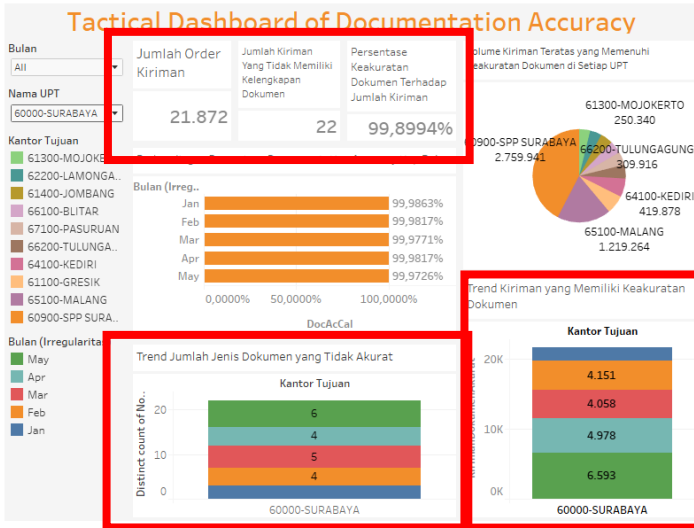 Tactical Dashboard of Documentation Accuracy
Bulan
All
Nama UPT
60000-SURABAYA
Kantor Tujuan
61300-MOJOKE..
62200-LAMONGA..
61400-JOMBANG
66100-BLITAR
67100-PASURUAN
66200-TULUNGA..
64100-KEDIRI
61100-GRESIK
65100-MALANG
60900-SPP SURA..
Bulan (Irregularita
May
Apr
Mar
Feb
Jan
Jumlah Order
Kiriman
21.872
Jumlah Kiriman
Yang Tidak Memiliki
Kelengkapan
Dokumen
22
Persentase
Keakuratan
Dokumen Terhadap
Jumlah Kiriman
99,8994%
Bulan (Irreg..
Jan 99,9863%
Feb 99,9817%
Mar 99,9771%
Apr 99,9817%
May 99,9726%
0,0000% 50,0000% 100,0000%
DocAcCal
olume Kiriman Teratas yang Memenuhi
eakuratan Dokumen di Setiap UPT
61300-MOJOKERTO
250.340
60900-SPP SURABAYA
2.759.941
66200-TULUNGAGUNG
309.916
64100-KEDIRI
419.878
65100-MALANG
1.219.264
Trend Jumlah Jenis Dokumen yang Tidak Akurat
Kantor Tujuan
Distinct count of No..
20
10
0
6
4
5
4
60000-SURABAYA
Trend Kiriman yang Memiliki Keakuratan
Dokumen
Kantor Tujuan
20K
10K
0K
4.151
4.058
4.978
6.593
60000-SURABAYA